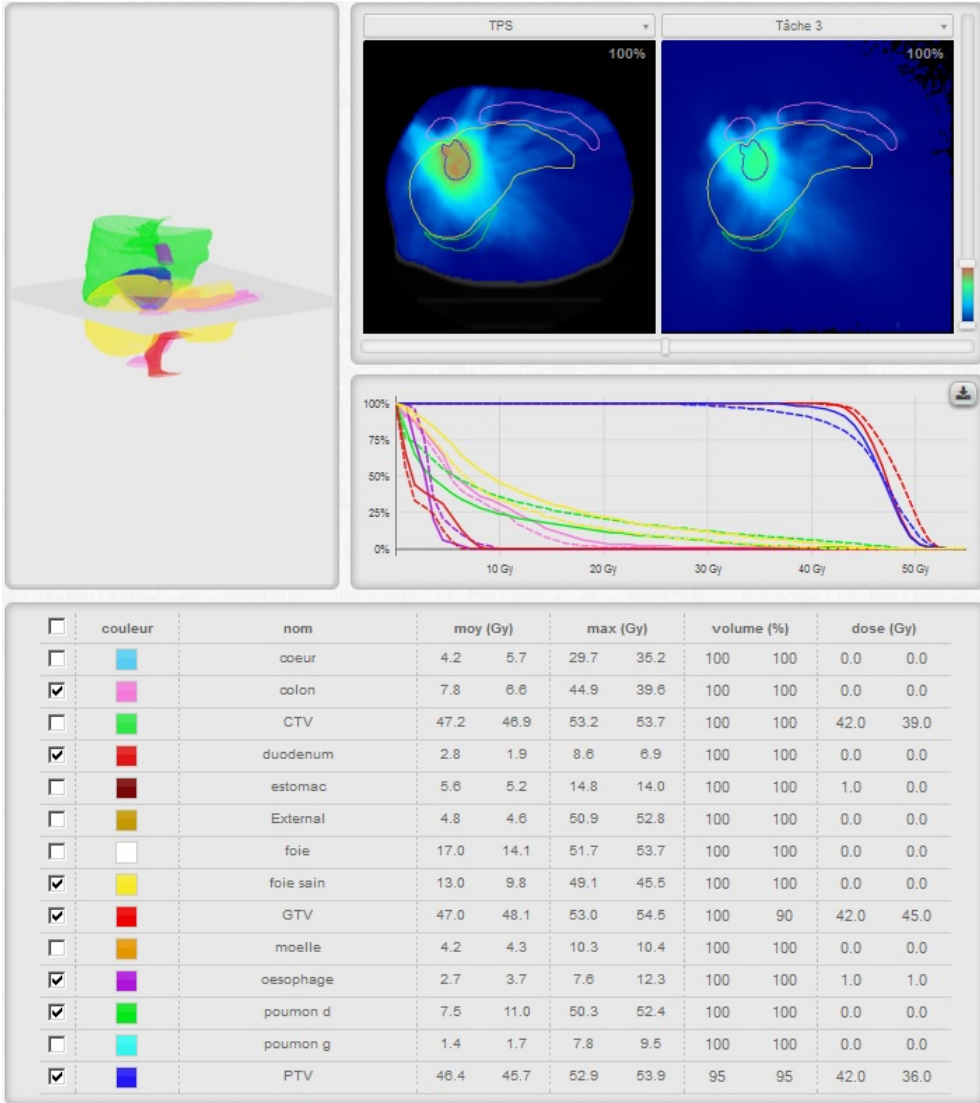 TPS Tâche 3
100% 100%
100%
75%
50%
25%
0%
10 Gy 20 Gy 30 Gy 40 Gy 50 Gy
couleur nom moy (Gy) max (Gy) volume (%) dose (Gy)
coeur 4.2 5.7 29.7 35.2 100 100 0.0 0.0
colon 7.8 6.6 44.9 39.6 100 100 0.0 0.0
CTV 47.2 46.9 53.2 53.7 100 100 42.0 39.0
duodenum 2.8 1.9 8.6 6.9 100 100 0.0 0.0
estomac 5.6 5.2 14.8 14.0 100 100 1.0 0.0
External 4.8 4.6 50.9 52.8 100 100 0.0 0.0
foie 17.0 14.1 51.7 53.7 100 100 0.0 0.0
foie sain 13.0 9.8 49.1 45.5 100 100 0.0 0.0
GTV 47.0 48.1 53.0 54.5 100 90 42.0 45.0
moelle 4.2 4.3 10.3 10.4 100 100 0.0 0.0
oesophage 2.7 3.7 7.6 12.3 100 100 1.0 1.0
poumon d 7.5 11.0 50.3 52.4 100 100 0.0 0.0
poumon g 1.4 1.7 7.8 9.5 100 100 0.0 0.0
PTV 46.4 45.7 52.9 53.9 95 95 42.0 36.0